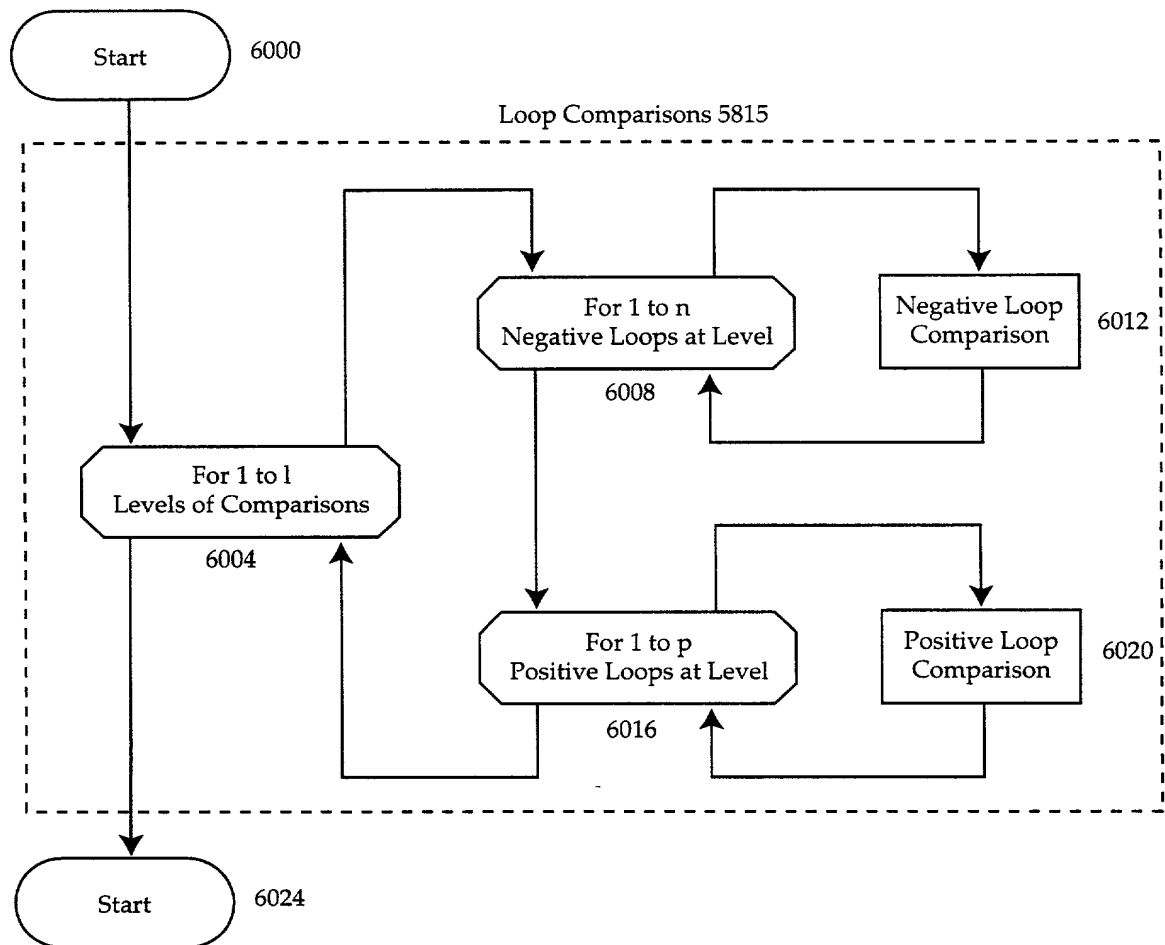 Start
6000
Loop Comparisons 5815
For 1 to n
Negative Loops at Level
6008
Negative Loop
Comparison
6012
For 1 to l
Levels of Comparisons
6004
For 1 to p
Positive Loops at Level
6016
Positive Loop
Comparison
6020
Start
6024